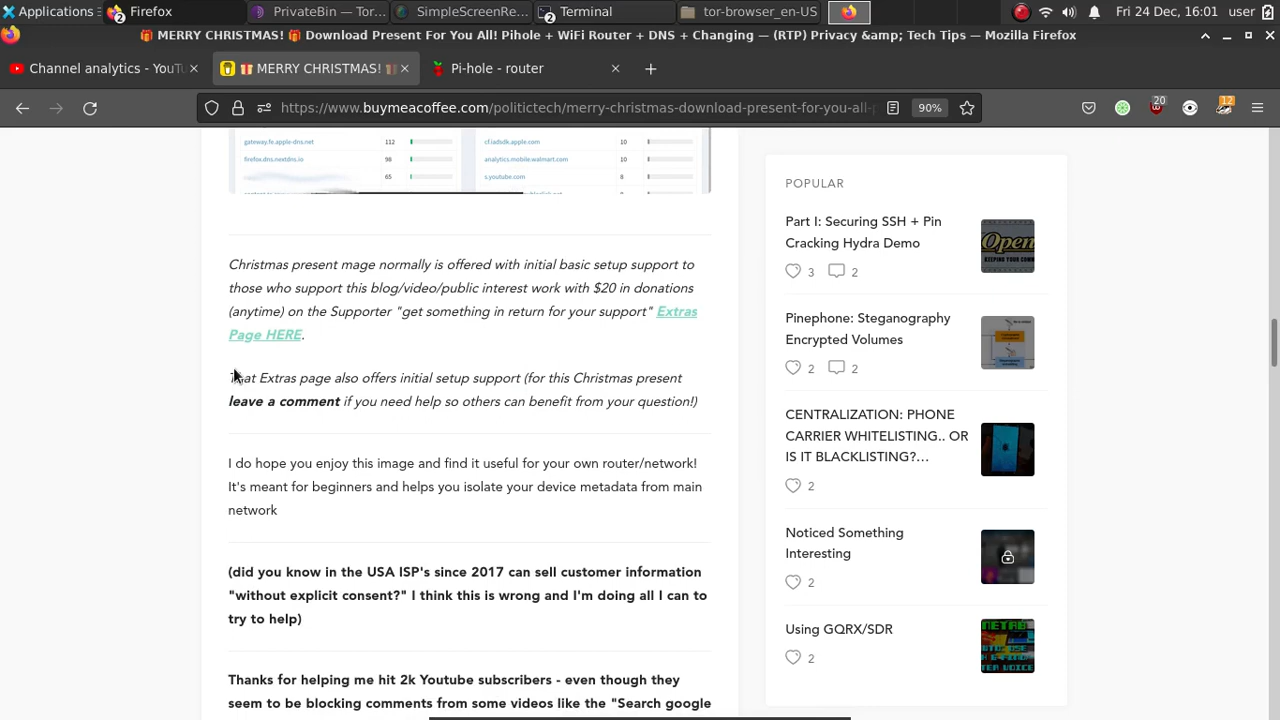 Applications
Firefox
PrivateBin — Tor...
SimpleScreenRe...
Terminal
or-browser_en-US
Fri 24 Dec, 16:01
user
2
2
🎁 MERRY CHRISTMAS! 🎁 Download Present For You All! Pihole + WiFi Router + DNS + Changing — (RTP) Privacy &amp; Tech Tips — Mozilla Firefox
Channel analytics - YouTu
🎁 MERRY CHRISTMAS! 🎁
Pi-hole - router
https://www.buymeacoffee.com/politictech/merry-christmas-download-present-for-you-all-p
90%
20
12
gateway.fe.apple-dns.net 112
firefox.dns.nextdns.io 98
65
cf.iadsdk.apple.com 10
analytics.mobile.walmart.com 10
s.youtube.com 8
Christmas present mage normally is offered with initial basic setup support to
those who support this blog/video/public interest work with $20 in donations
(anytime) on the Supporter "get something in return for your support" Extras
Page HERE.
That Extras page also offers initial setup support (for this Christmas present
leave a comment if you need help so others can benefit from your question!)
I do hope you enjoy this image and find it useful for your own router/network!
It's meant for beginners and helps you isolate your device metadata from main
network
(did you know in the USA ISP's since 2017 can sell customer information
"without explicit consent?" I think this is wrong and I'm doing all I can to
try to help)
Thanks for helping me hit 2k Youtube subscribers - even though they
seem to be blocking comments from some videos like the "Search google
POPULAR
Part I: Securing SSH + Pin
Cracking Hydra Demo
3 2
Open
Pinephone: Steganography
Encrypted Volumes
2 2
CENTRALIZATION: PHONE
CARRIER WHITELISTING.. OR
IS IT BLACKLISTING?...
2
Noticed Something
Interesting
2
Using GQRX/SDR
2